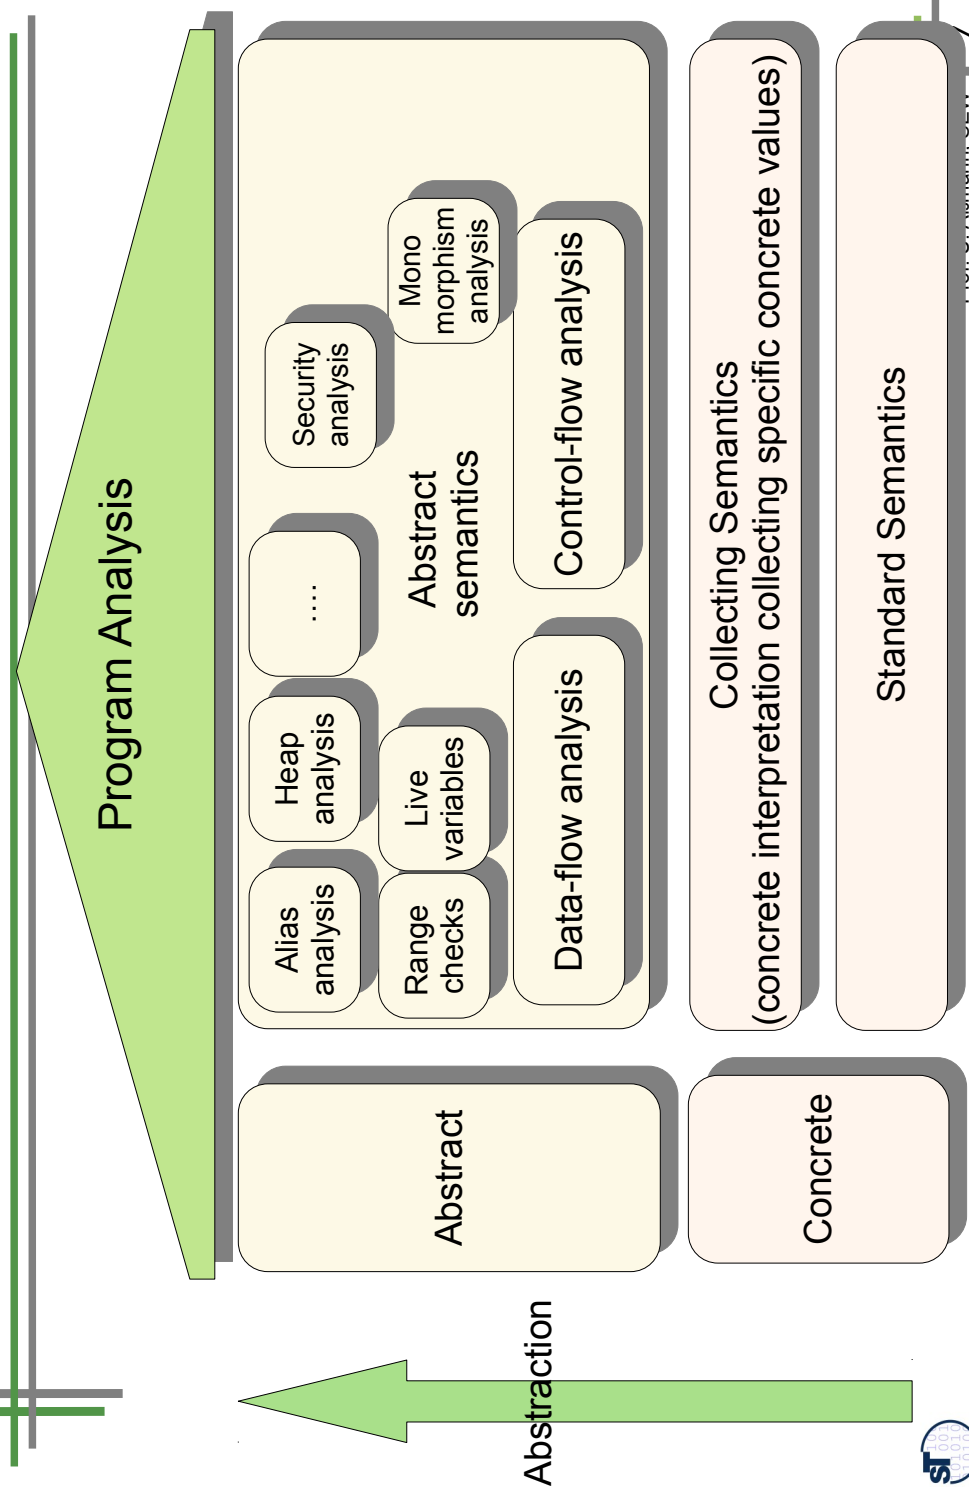 Program Analysis
Alias
analysis
Heap
analysis
....
Security
analysis
Range
checks
Live
variables
Abstract
semantics
Mono
morphism
analysis
Data-flow analysis
Control-flow analysis
Abstract
Collecting Semantics
(concrete interpretation collecting specific concrete values)
Concrete
Standard Semantics
Abstraction
ST